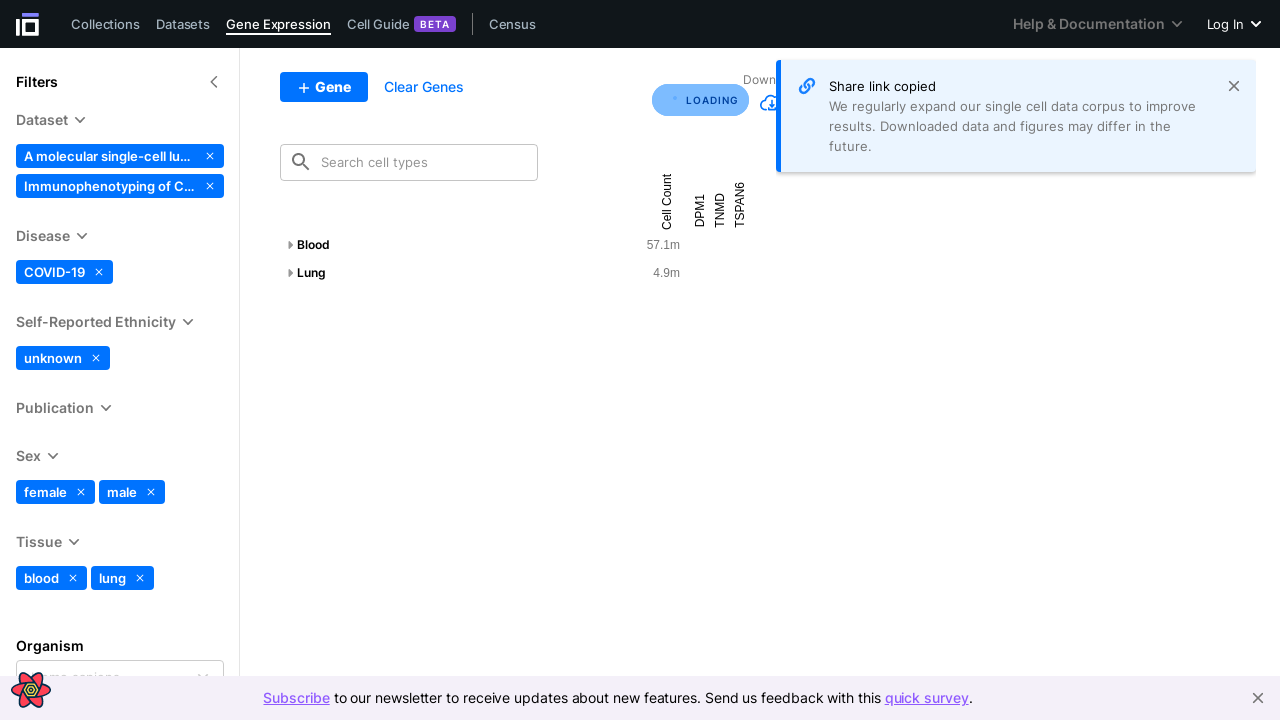 Collections Datasets Gene Expression Cell Guide BETA Census Help & Documentation Log In
Filters
Dataset
A molecular single-cell lu...
Immunophenotyping of C...
Disease
COVID-19
Self-Reported Ethnicity
unknown
Publication
Sex
female male
Tissue
blood lung
Organism
+ Gene Clear Genes
Down
LOADING
Share link copied
We regularly expand our single cell data corpus to improve
results. Downloaded data and figures may differ in the
future.
Search cell types
Cell Count
DPM1
TNMD
TSPAN6
Blood 57.1m
Lung 4.9m
Subscribe to our newsletter to receive updates about new features. Send us feedback with this quick survey.